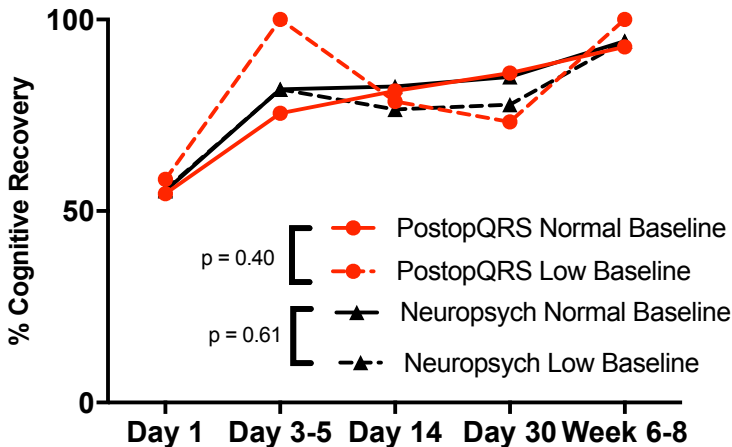 100
% Cognitive Recovery
50
PostopQRS Normal Baseline
p = 0.40
PostopQRS Low Baseline
Neuropsych Normal Baseline
p = 0.61
Neuropsych Low Baseline
0
Day 1 Day 3-5 Day 14 Day 30 Week 6-8